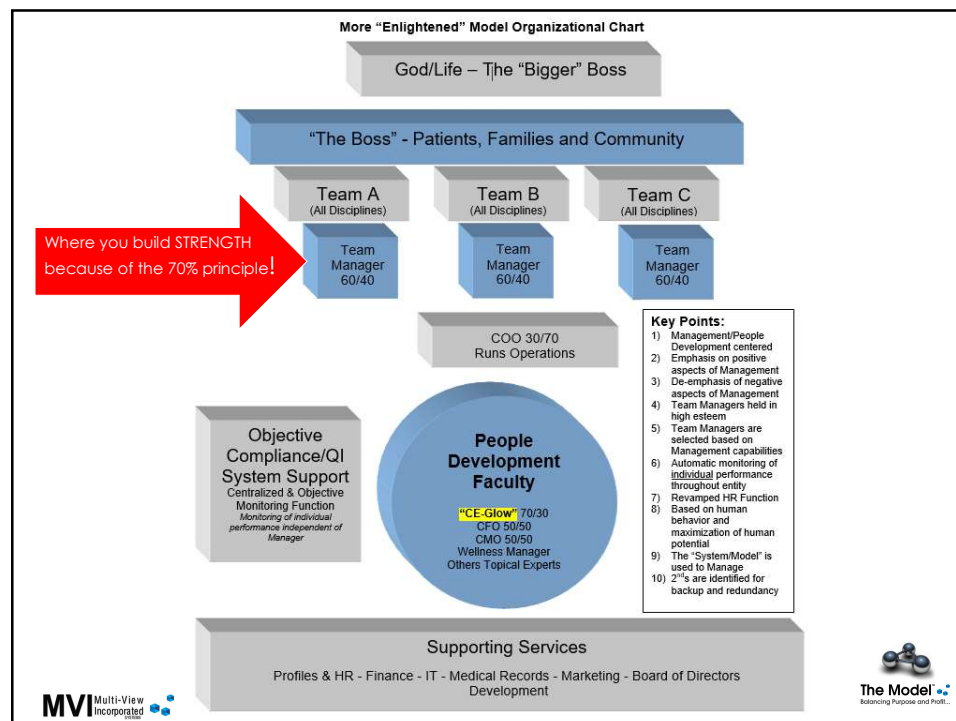 More “Enlightened” Model Organizational Chart
God/Life – The “Bigger” Boss
“The Boss” - Patients, Families and Community
Team A
(All Disciplines)
Team B
(All Disciplines)
Team C
(All Disciplines)
Where you build STRENGTH
because of the 70% principle!
Team
Manager
60/40
Team
Manager
60/40
Team
Manager
60/40
COO 30/70
Runs Operations
Key Points:
1) Management/People
Development centered
2) Emphasis on positive
aspects of Management
3) De-emphasis of negative
aspects of Management
4) Team Managers held in
high esteem
5) Team Managers are
selected based on
Management capabilities
6) Automatic monitoring of
individual performance
throughout entity
7) Revamped HR Function
8) Based on human
behavior and
maximization of human
potential
9) The “System/Model” is
used to Manage
10) 2nd's are identified for
backup and redundancy
Objective
Compliance/QI
System Support
Centralized & Objective
Monitoring Function
Monitoring of individual
performance independent of
Manager
People
Development
Faculty
“CE-Glow” 70/30
CFO 50/50
CMO 50/50
Wellness Manager
Others Topical Experts
Supporting Services
Profiles & HR - Finance - IT - Medical Records - Marketing - Board of Directors
Development
MVI Multi-View
Incorporated
SYSTEMS
The Model™
Balancing Purpose and Profit...